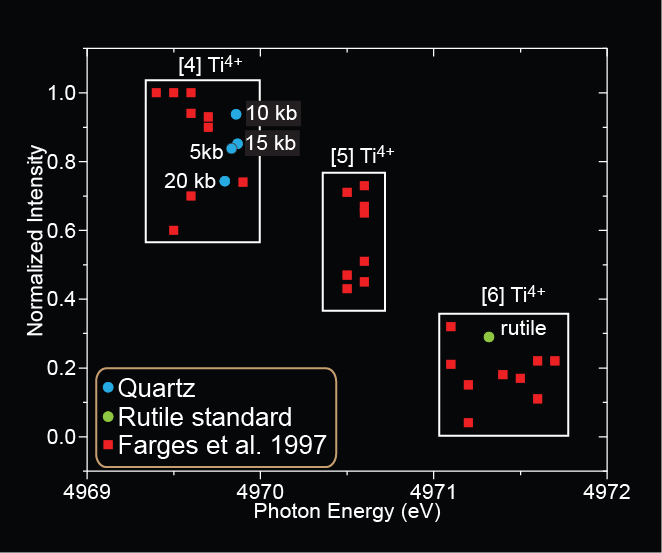 [4] Ti4+
1.0
10 kb
15 kb
5kb
[5] Ti4+
0.8
20 kb
Normalized Intensity
0.6
0.4
[6] Ti4+
rutile
0.2
Quartz
Rutile standard
0.0
Farges et al. 1997
4969
4970
4971
4972
Photon Energy (eV)